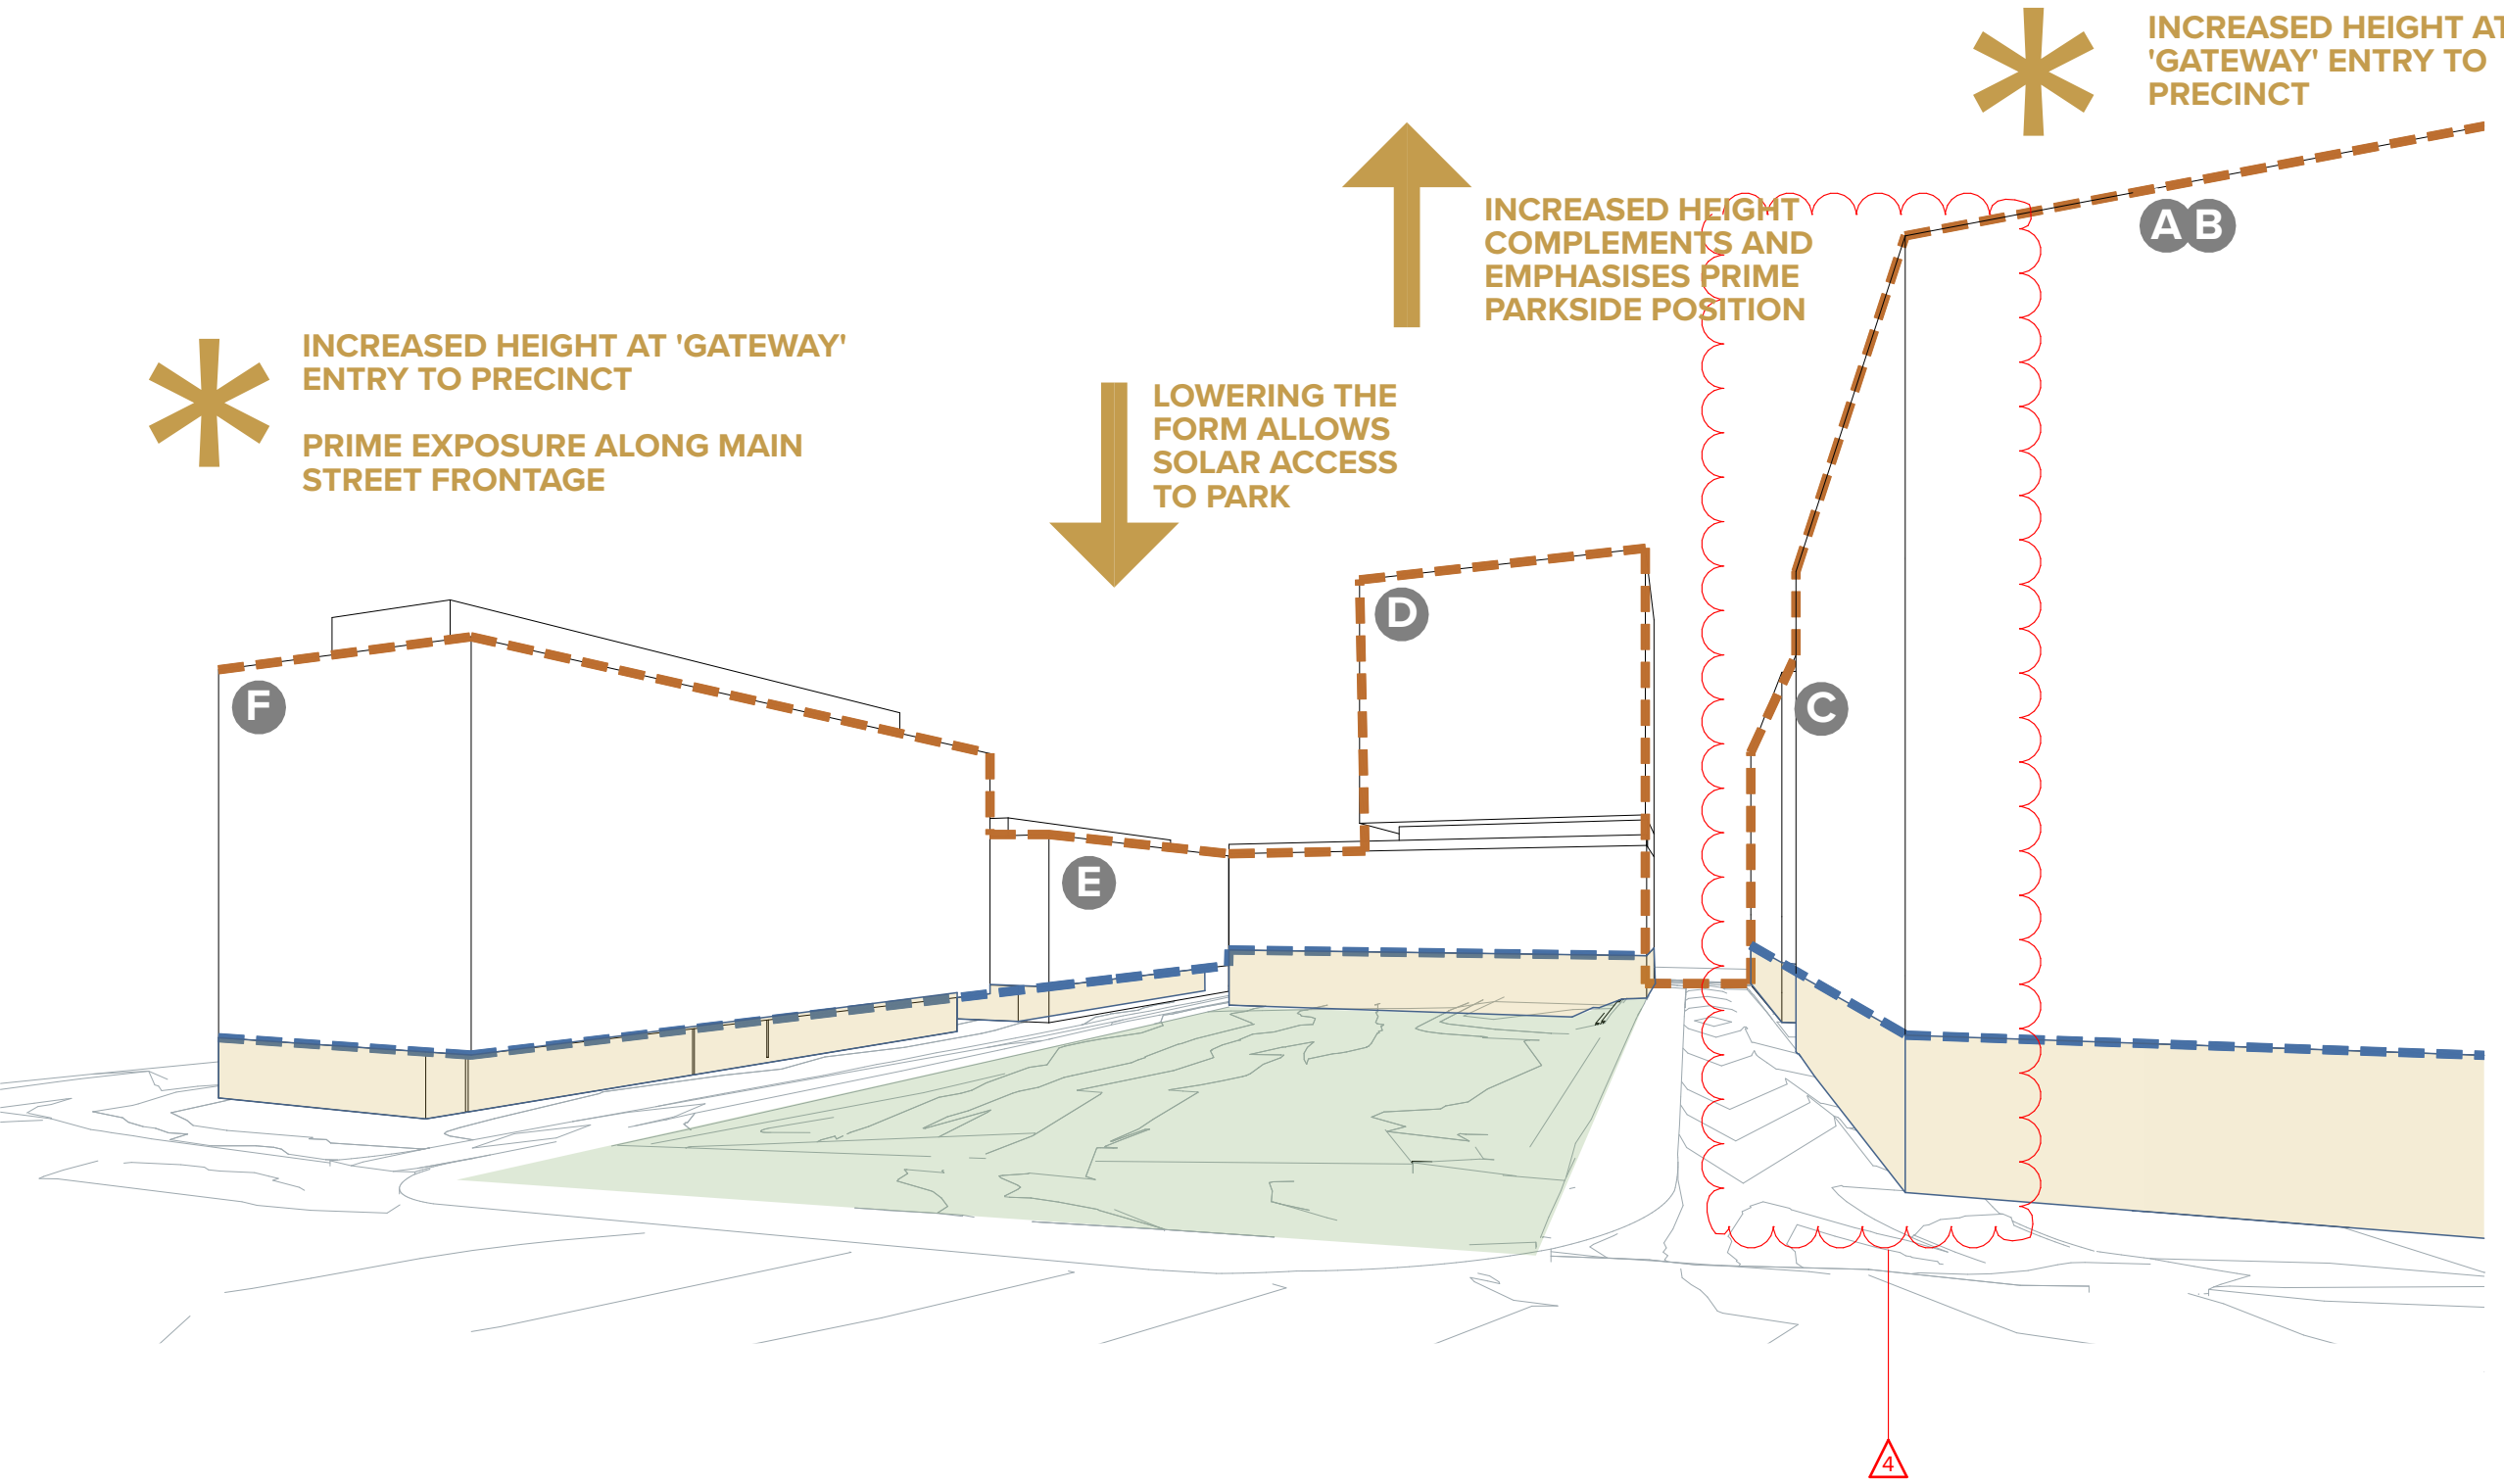 INCREASED HEIGHT AT
'GATEWAY' ENTRY TO
PRECINCT
A B
INCREASED HEIGHT
COMPLEMENTS AND
EMPHASISES PRIME
PARKSIDE POSITION
INCREASED HEIGHT AT 'GATEWAY'
ENTRY TO PRECINCT
PRIME EXPOSURE ALONG MAIN
STREET FRONTAGE
LOWERING THE
FORM ALLOWS
SOLAR ACCESS
TO PARK
D
F
C
E
4